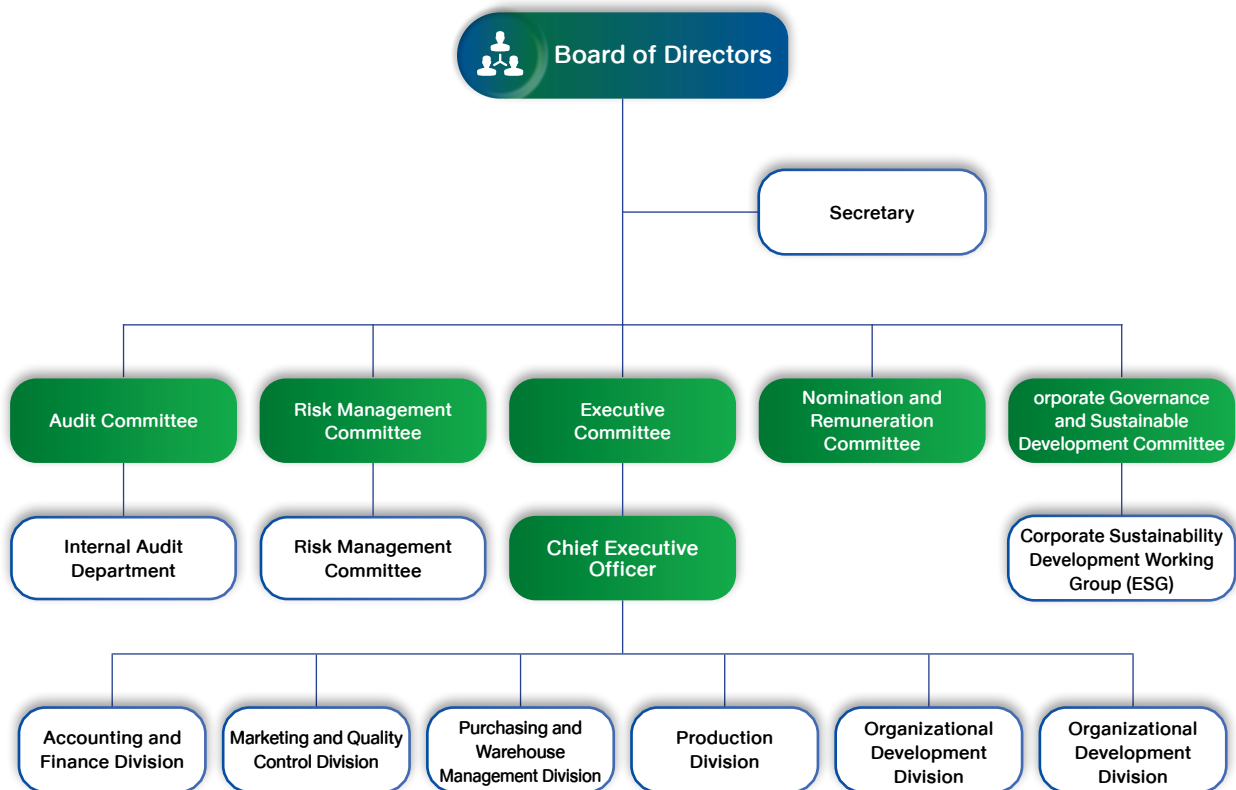 Board of Directors
Secretary
Audit Committee
Risk Management
Committee
Executive
Committee
Nomination and
Remuneration
Committee
orporate Governance
and Sustainable
Development Committee
Internal Audit
Department
Risk Management
Committee
Chief Executive
Officer
Corporate Sustainability
Development Working
Group (ESG)
Accounting and
Finance Division
Marketing and Quality
Control Division
Purchasing and
Warehouse
Management Division
Production
Division
Organizational
Development
Division
Organizational
Development
Division